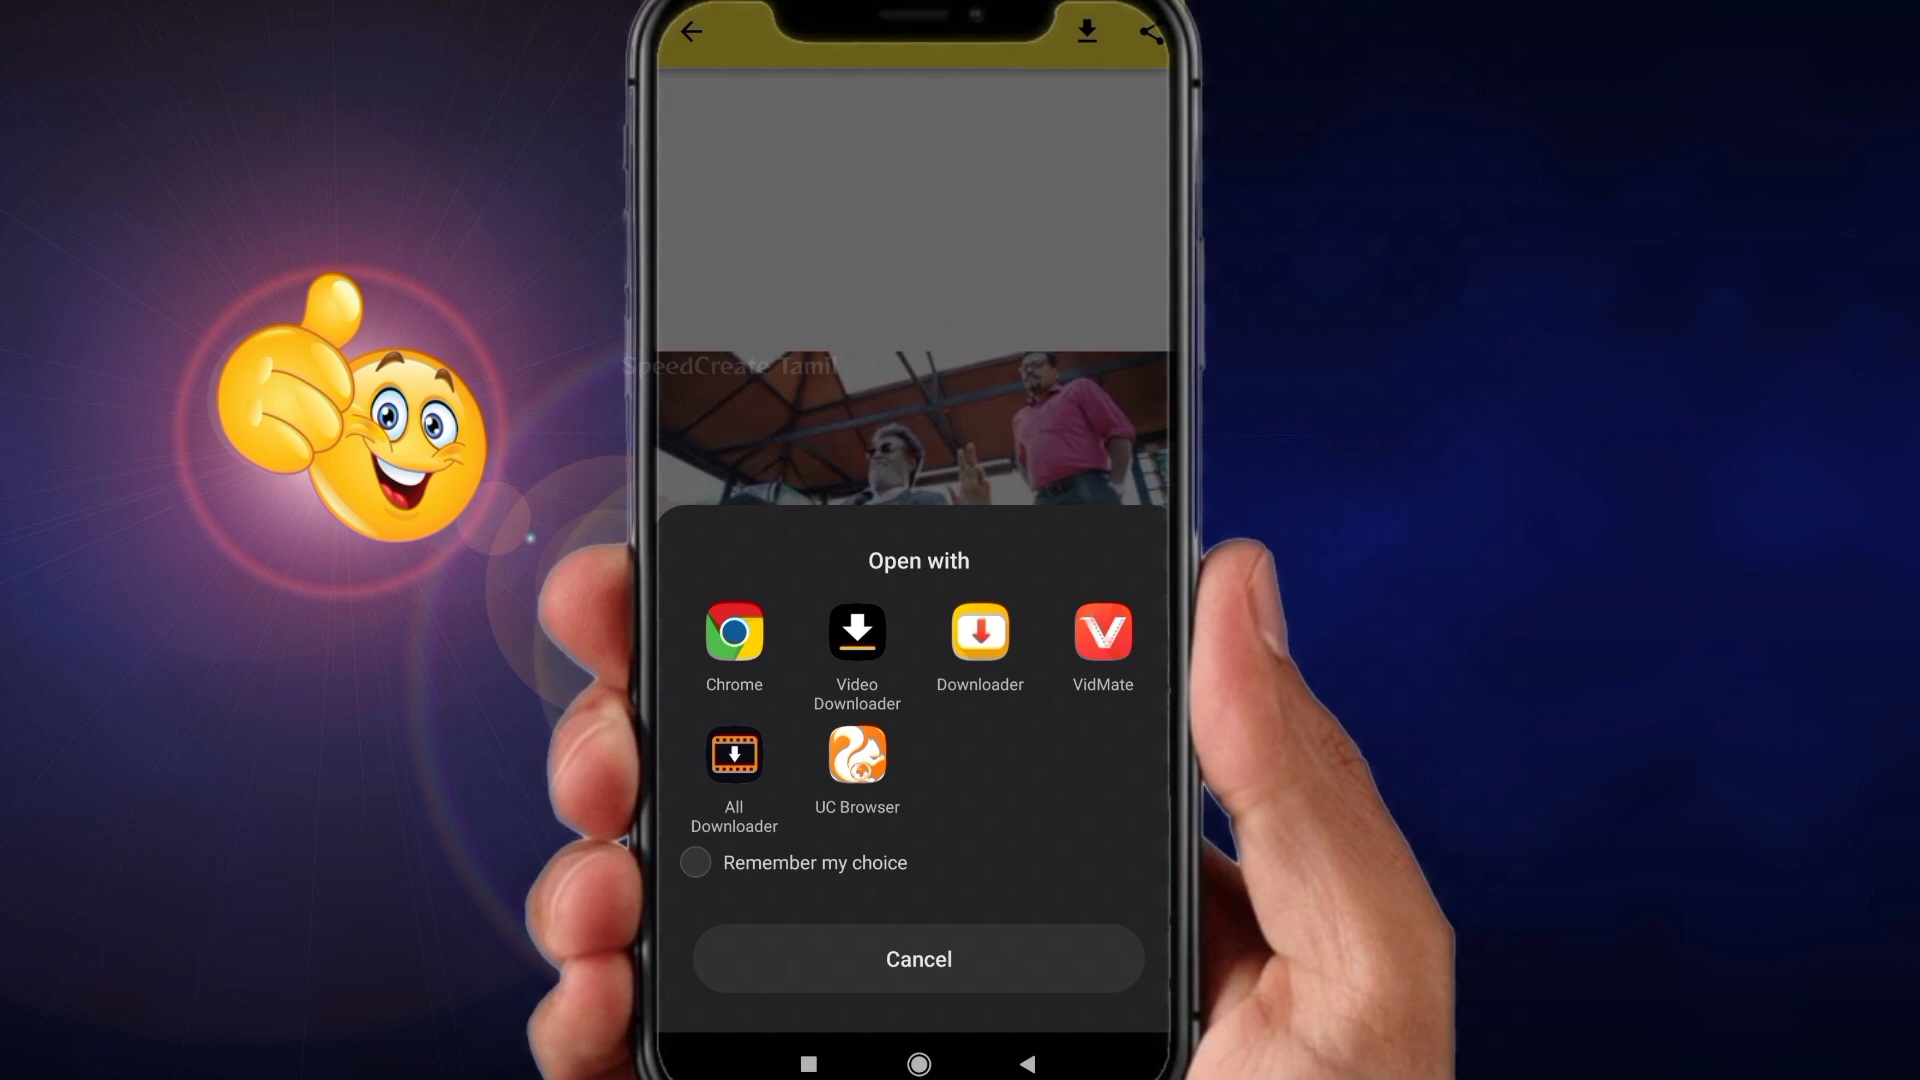 SpeedCreate Tamil
Open with
Chrome
Video
Downloader
Downloader
VidMate
All
Downloader
UC Browser
Remember my choice
Cancel